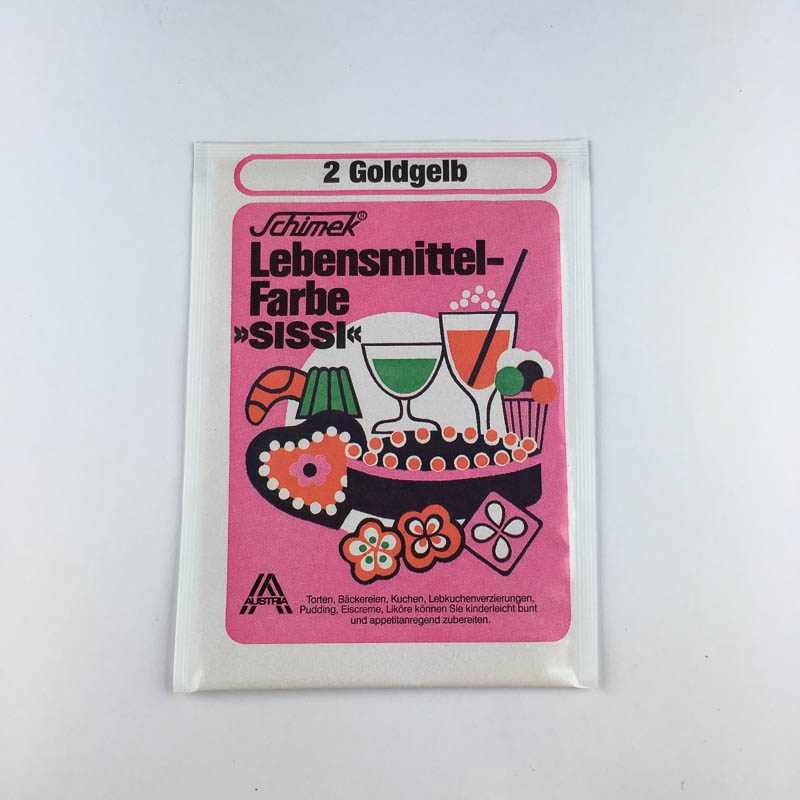 2 Goldgelb
Schimek®
Lebensmittel-
Farbe
»SISSI«
AUSTRIA
Torten, Bäckereien, Kuchen, Lebkuchenverzierungen,
Pudding, Eiscreme, Liköre können Sie kinderleicht bunt
und appetitanregend zubereiten.